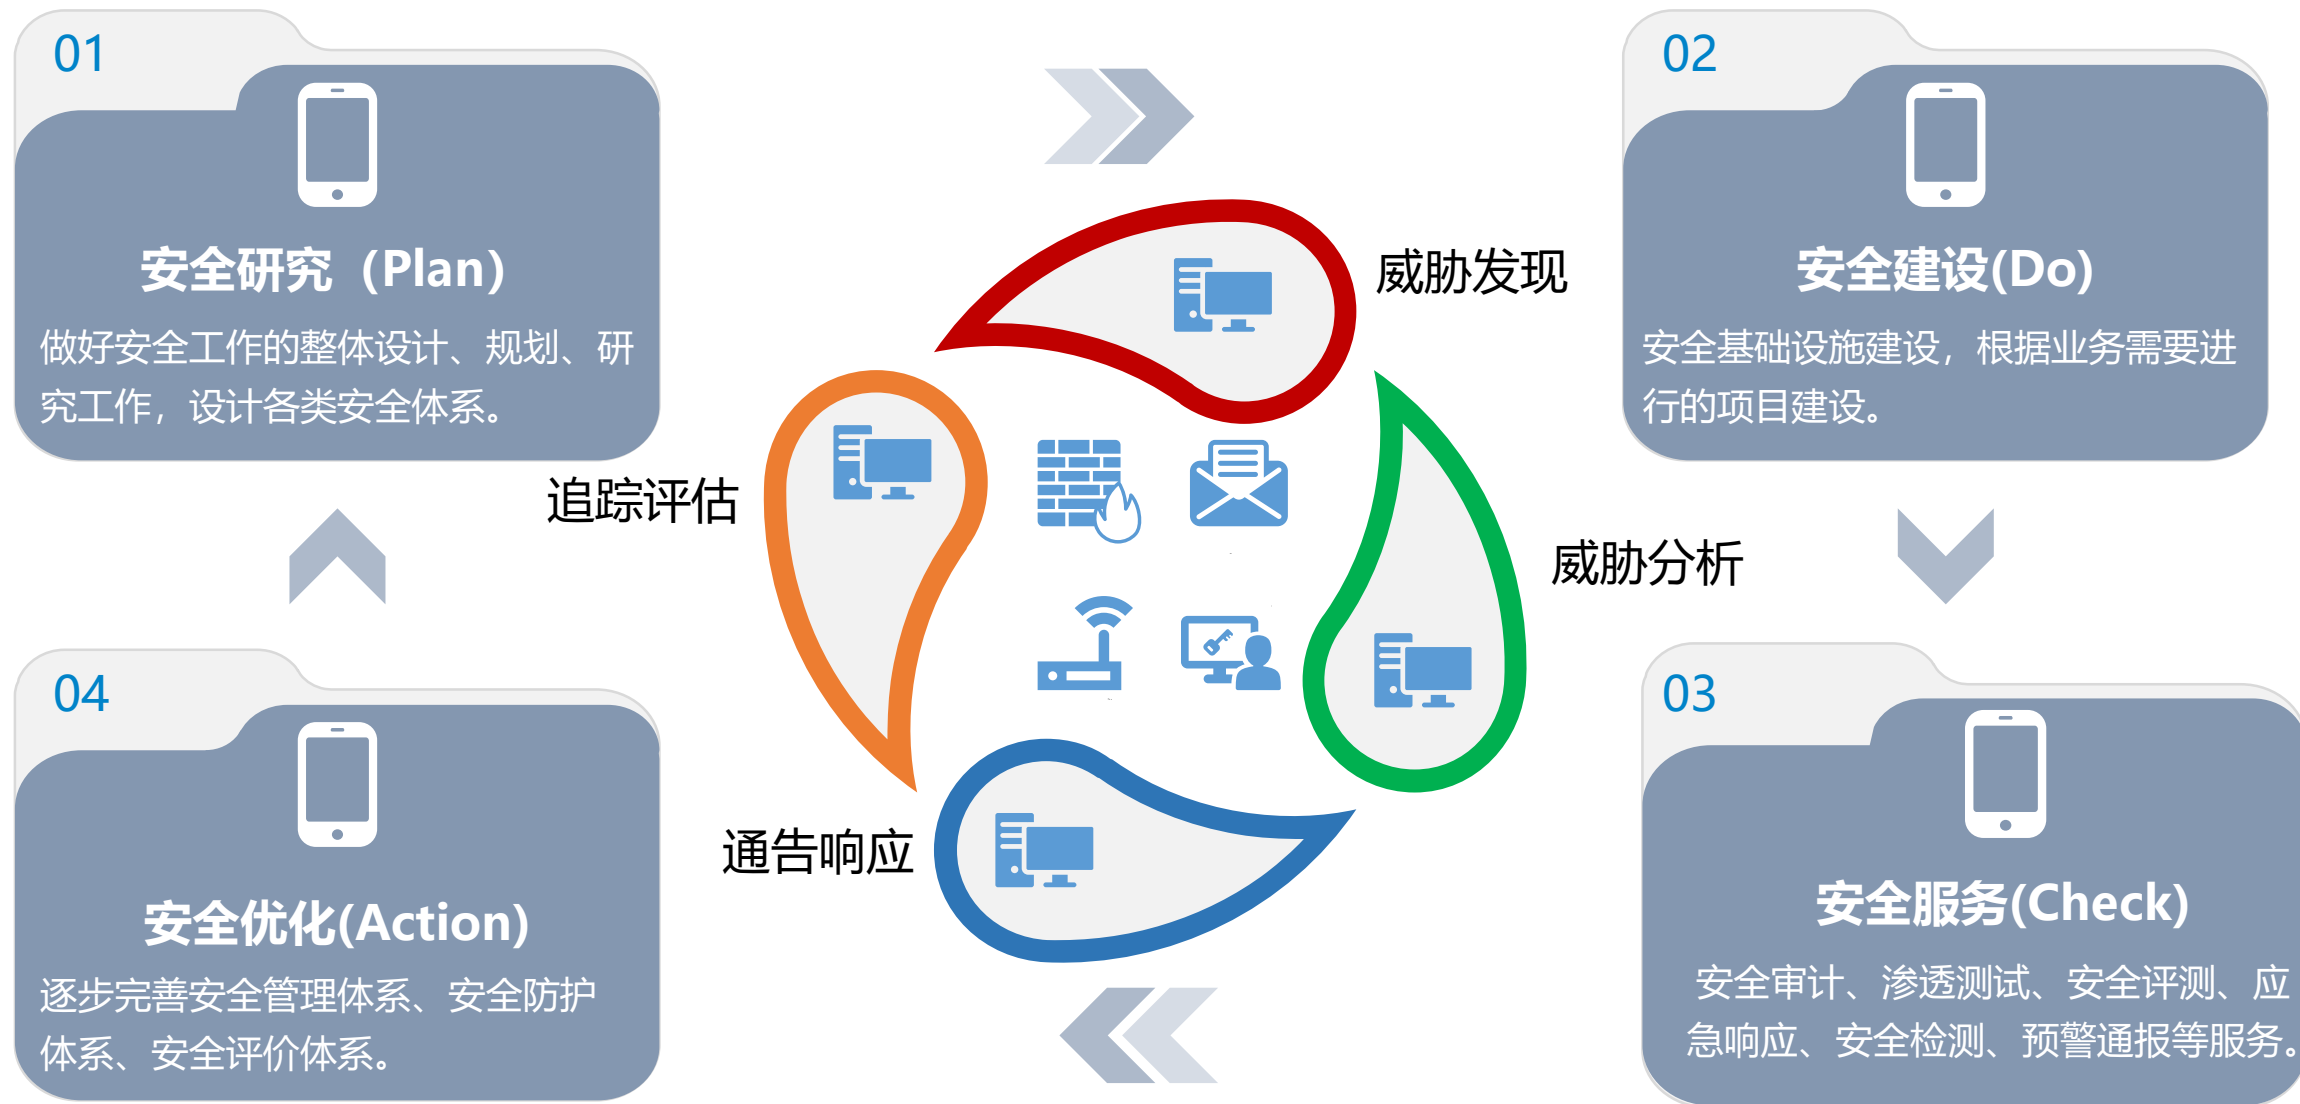 01
安全研究（Plan）
做好安全工作的整体设计、规划、研
究工作，设计各类安全体系。
02
安全建设(Do)
安全基础设施建设，根据业务需要进
行的项目建设。
威胁发现
追踪评估
威胁分析
通告响应
04
安全优化(Action)
逐步完善安全管理体系、安全防护
体系、安全评价体系。
03
安全服务(Check)
安全审计、渗透测试、安全评测、应
急响应、安全检测、预警通报等服务。